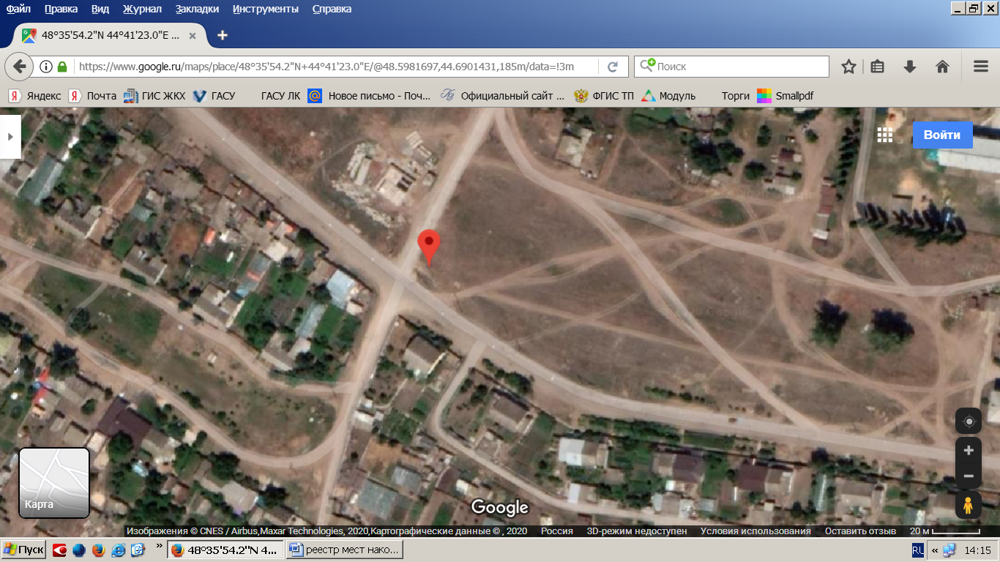 Файл Правка Вид Журнал Закладки Инструменты Справка
48°35'54.2"N 44°41'23.0"E ...
https://www.google.ru/maps/place/48°35'54.2"N+44°41'23.0"E/@48.5981697,44.6901431,185m/data=!3m
Поиск
Яндекс Почта ГИС ЖКХ ГАСУ ГАСУ ЛК Новое письмо - Поч... Официальный сайт ... ФГИС ТП Модуль Торги Smallpdf
Войти
Карта
Google
Изображения © CNES / Airbus,Maxar Technologies, 2020,Картографические данные © , 2020 Россия 3D-режим недоступен Условия использования Оставить отзыв 20 м
Пуск » 48°35'54.2"N 4... реестр мест нако... RU « 14:15